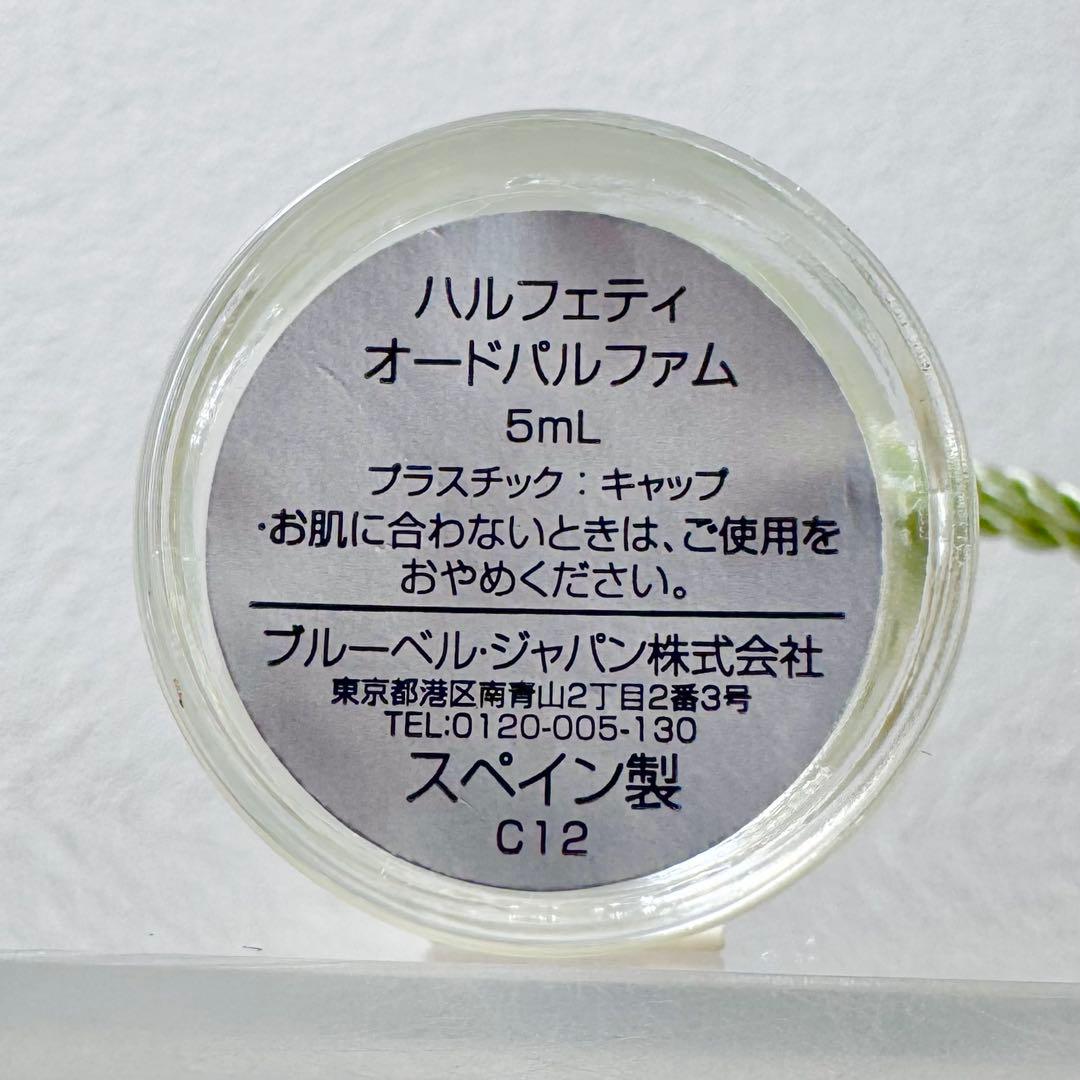 ハルフェティ
オードパルファム
5mL
プラスチック：キャップ
・お肌に合わないときは、ご使用を
おやめください。
ブルーベル・ジャパン株式会社
東京都港区南青山2丁目2番3号
TEL:0120-005-130
スペイン製
C12